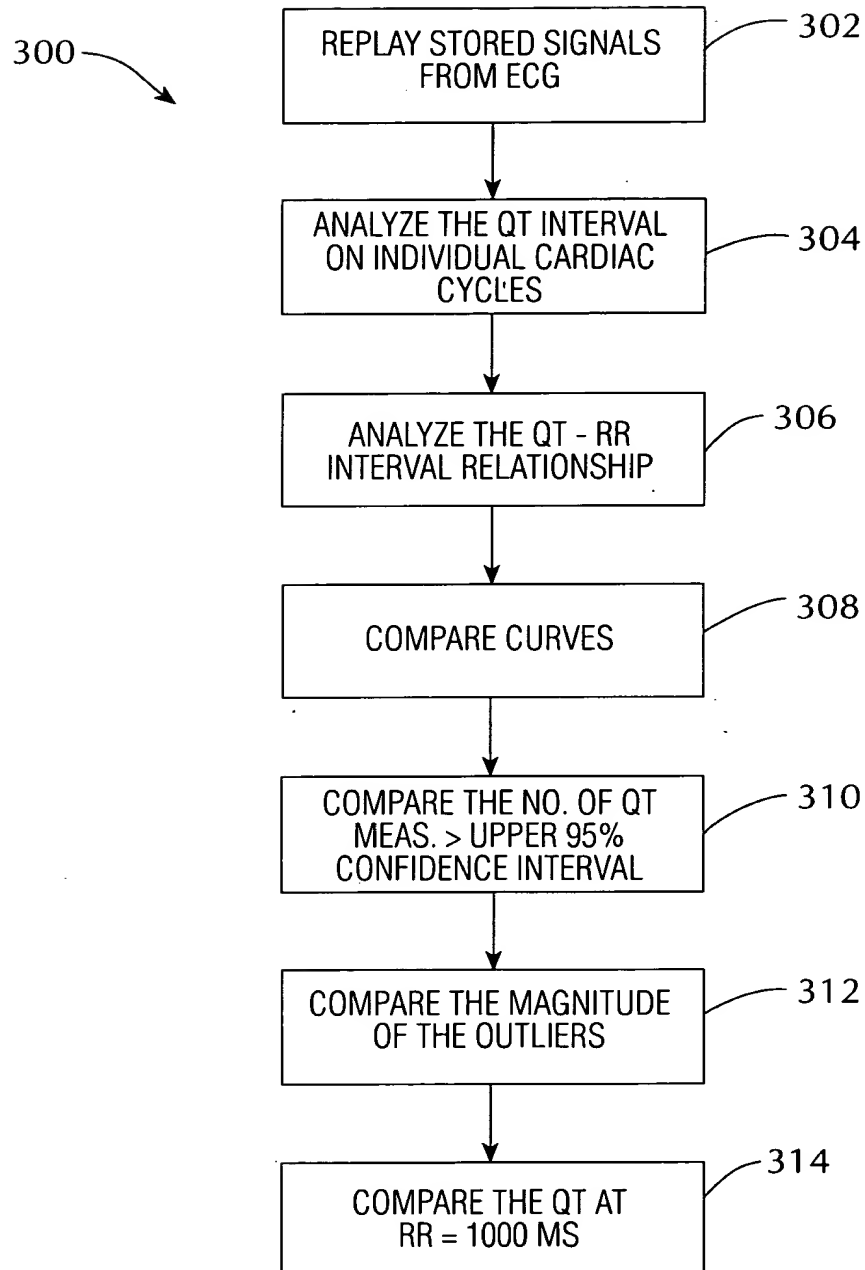 300
REPLAY STORED SIGNALS
FROM ECG
302
ANALYZE THE QT INTERVAL
ON INDIVIDUAL CARDIAC
CYCLES
304
ANALYZE THE QT - RR
INTERVAL RELATIONSHIP
306
COMPARE CURVES
308
COMPARE THE NO. OF QT
MEAS. > UPPER 95%
CONFIDENCE INTERVAL
310
COMPARE THE MAGNITUDE
OF THE OUTLIERS
312
COMPARE THE QT AT
RR = 1000 MS
314